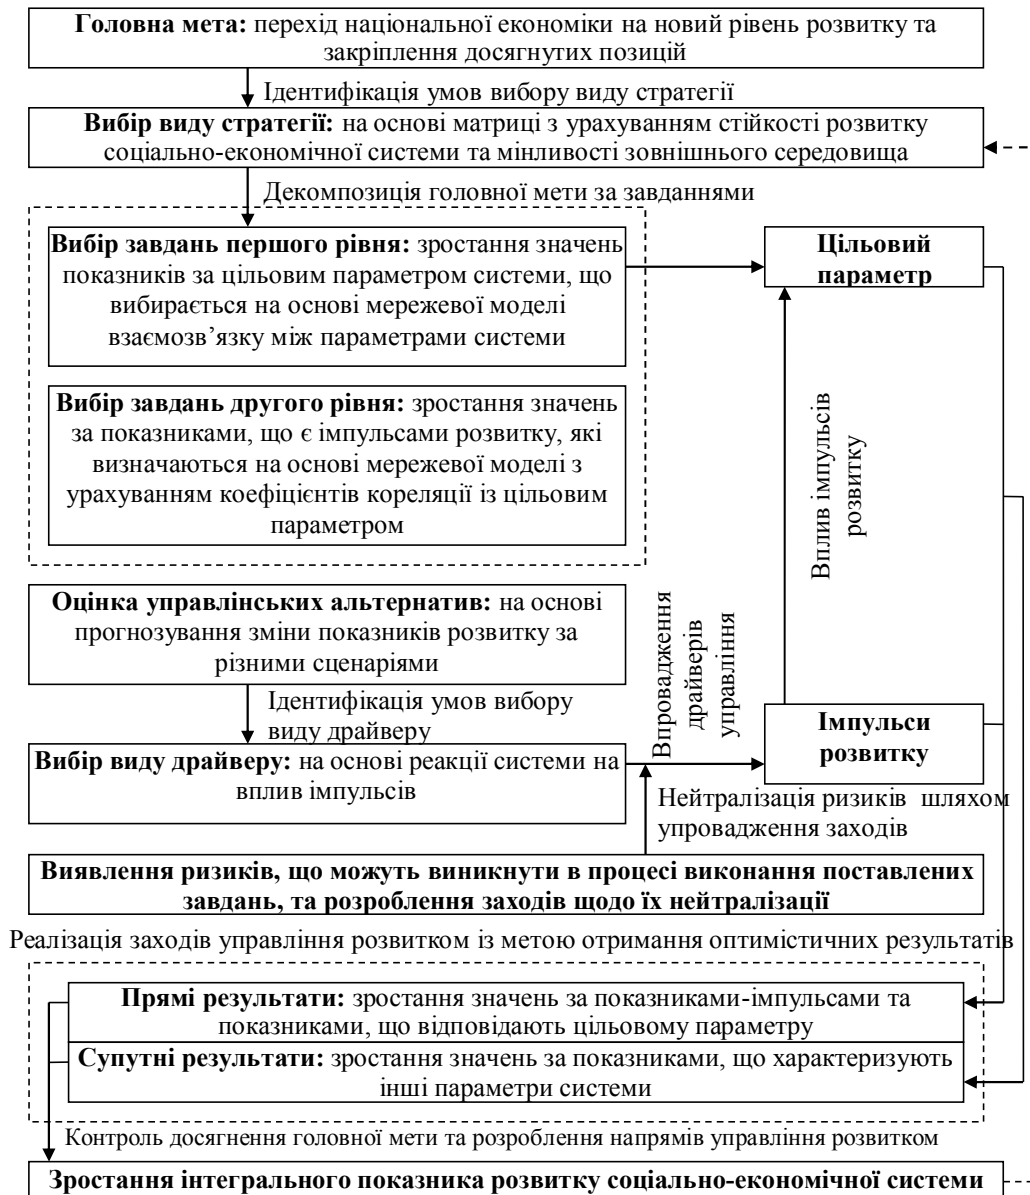 Головна мета: перехід національної економіки на новий рівень розвитку та
закріплення досягнутих позицій
Ідентифікація умов вибору виду стратегії
Вибір виду стратегії: на основі матриці з урахуванням стійкості розвитку
соціально-економічної системи та мінливості зовнішнього середовища
Декомпозиція головної мети за завданнями
Вибір завдань першого рівня: зростання значень
показників за цільовим параметром системи, що
вибирається на основі мережевої моделі
взаємозв’язку між параметрами системи
Цільовий
параметр
Вибір завдань другого рівня: зростання значень
за показниками, що є імпульсами розвитку, які
визначаються на основі мережевої моделі з
урахуванням коефіцієнтів кореляції із цільовим
параметром
Вплив імпульсів
розвитку
Оцінка управлінських альтернатив: на основі
прогнозування зміни показників розвитку за
різними сценаріями
Впровадження
драйверів
управління
Ідентифікація умов вибору
виду драйверу
Вибір виду драйверу: на основі реакції системи на
вплив імпульсів
Імпульси
розвитку
Нейтралізація ризиків шляхом
упровадження заходів
Виявлення ризиків, що можуть виникнути в процесі виконання поставлених
завдань, та розроблення заходів щодо їх нейтралізації
Реалізація заходів управління розвитком із метою отримання оптимістичних результатів
Прямі результати: зростання значень за показниками-імпульсами та
показниками, що відповідають цільовому параметру
Супутні результати: зростання значень за показниками, що характеризують
інші параметри системи
Контроль досягнення головної мети та розроблення напрямів управління розвитком
Зростання інтегрального показника розвитку соціально-економічної системи